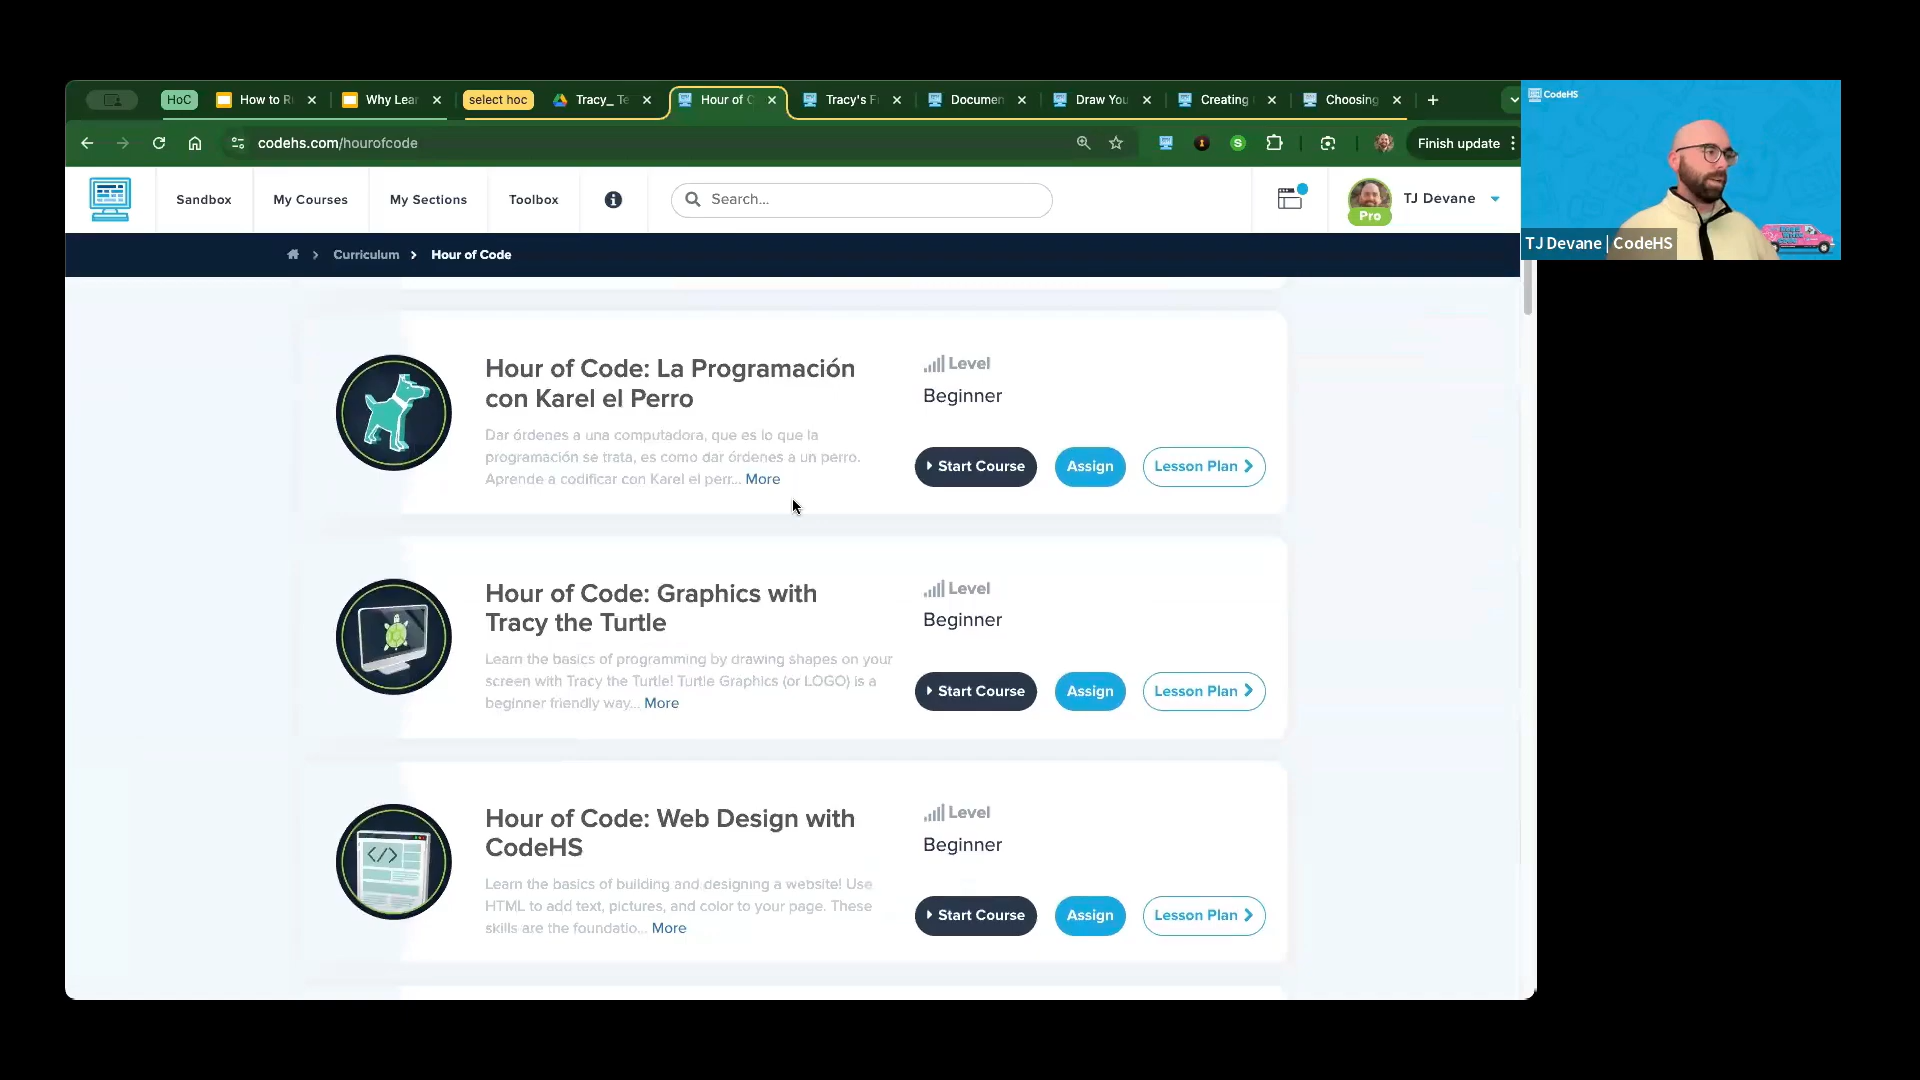 HoC
How to R
Why Lear
select hoc
Tracy_ Te
Hour of C
Tracy's F
Documen
Draw You
Creating
Choosing
codehs.com/hourofcode
Finish update
CodeHS
Sandbox
My Courses
My Sections
Toolbox
Search...
Pro
TJ Devane
TJ Devane | CodeHS
Curriculum
Hour of Code
Hour of Code: La Programación
con Karel el Perro
Dar órdenes a una computadora, que es lo que la
programación se trata, es como dar órdenes a un perro.
Aprende a codificar con Karel el perr... More
Level
Beginner
Start Course
Assign
Lesson Plan
Hour of Code: Graphics with
Tracy the Turtle
Learn the basics of programming by drawing shapes on your
screen with Tracy the Turtle! Turtle Graphics (or LOGO) is a
beginner friendly way... More
Level
Beginner
Start Course
Assign
Lesson Plan
Hour of Code: Web Design with
CodeHS
Learn the basics of building and designing a website! Use
HTML to add text, pictures, and color to your page. These
skills are the foundatio... More
Level
Beginner
Start Course
Assign
Lesson Plan